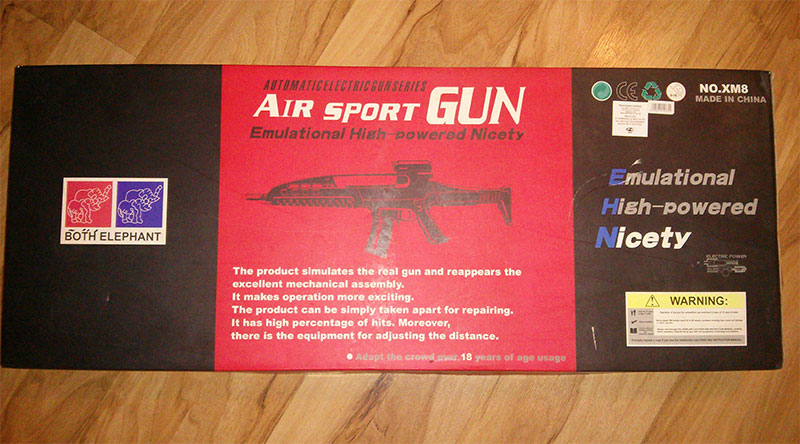 AUTOMATICELECTRICGUNSERIES
AIR SPORT GUN
Emulational High-powered Nicety
BOTH ELEPHANT
The product simulates the real gun and reappears the
excellent mechanical assembly.
It makes operation more exciting.
The product can be simply taken apart for repairing.
It has high percentage of hits. Moreover,
there is the equipment for adjusting the distance.
Adapt the crowd over 18 years of age usage
CE
NO.XM8
MADE IN CHINA
Emulational
High-powered
Nicety
ELECTRIC POWER
WARNING: